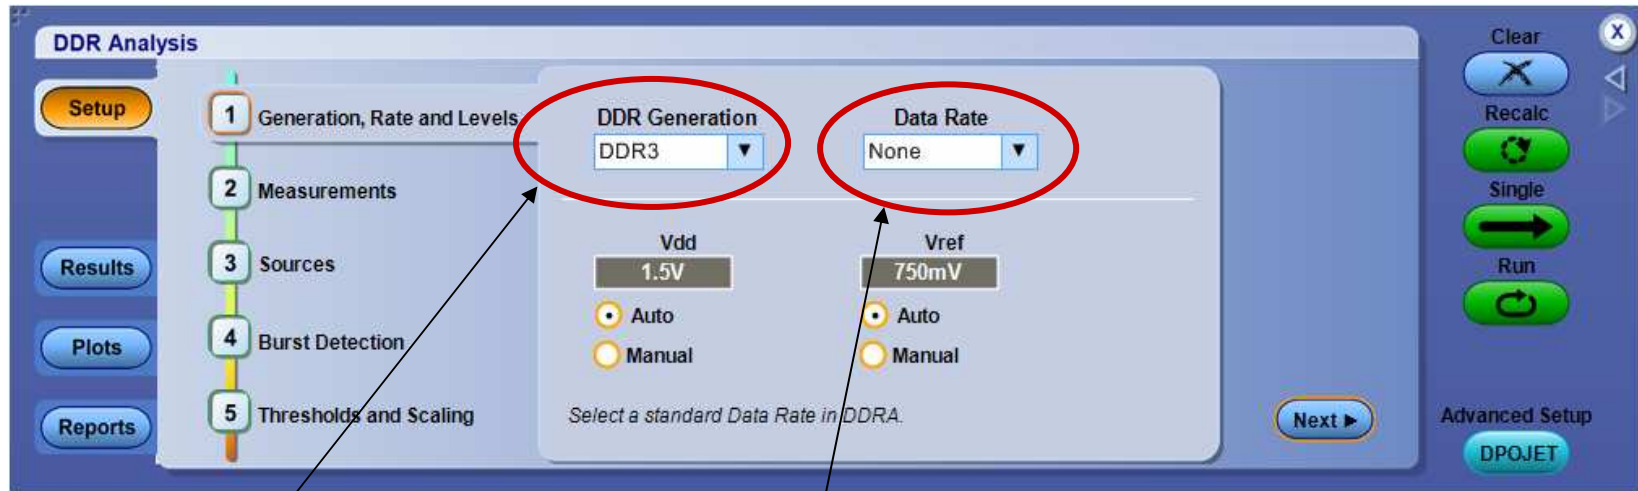 DDR Analysis
Setup
Results
Plots
Reports
1 Generation, Rate and Levels
2 Measurements
3 Sources
4 Burst Detection
5 Thresholds and Scaling
DDR Generation
DDR3
Data Rate
None
Vdd
1.5V
Auto
Manual
Vref
750mV
Auto
Manual
Select a standard Data Rate in DDRA.
Next
Clear
X
Recalc
Single
Run
Advanced Setup
DPOJET